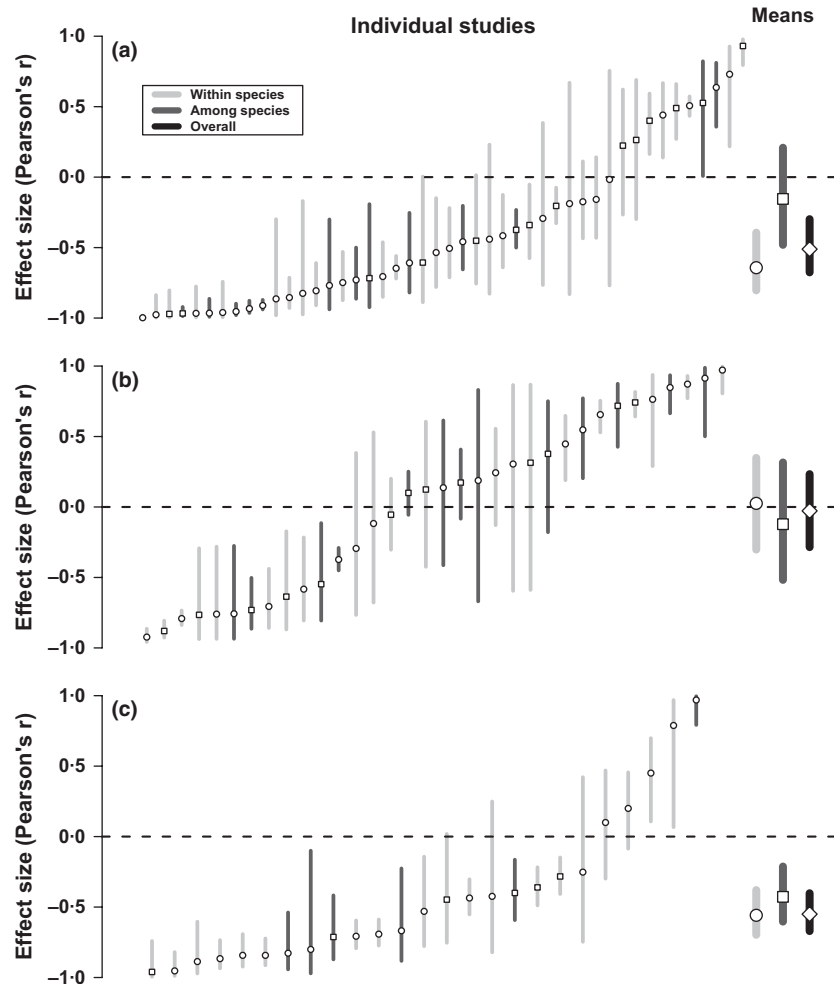 Individual studies
Means
(a)
Effect size (Pearson's r)
1·0
0·5
0·0
–0·5
–1·0
Within species
Among species
Overall
(b)
Effect size (Pearson's r)
1·0
0·5
0·0
–0·5
–1·0
(c)
Effect size (Pearson's r)
1·0
0·5
0·0
–0·5
–1·0